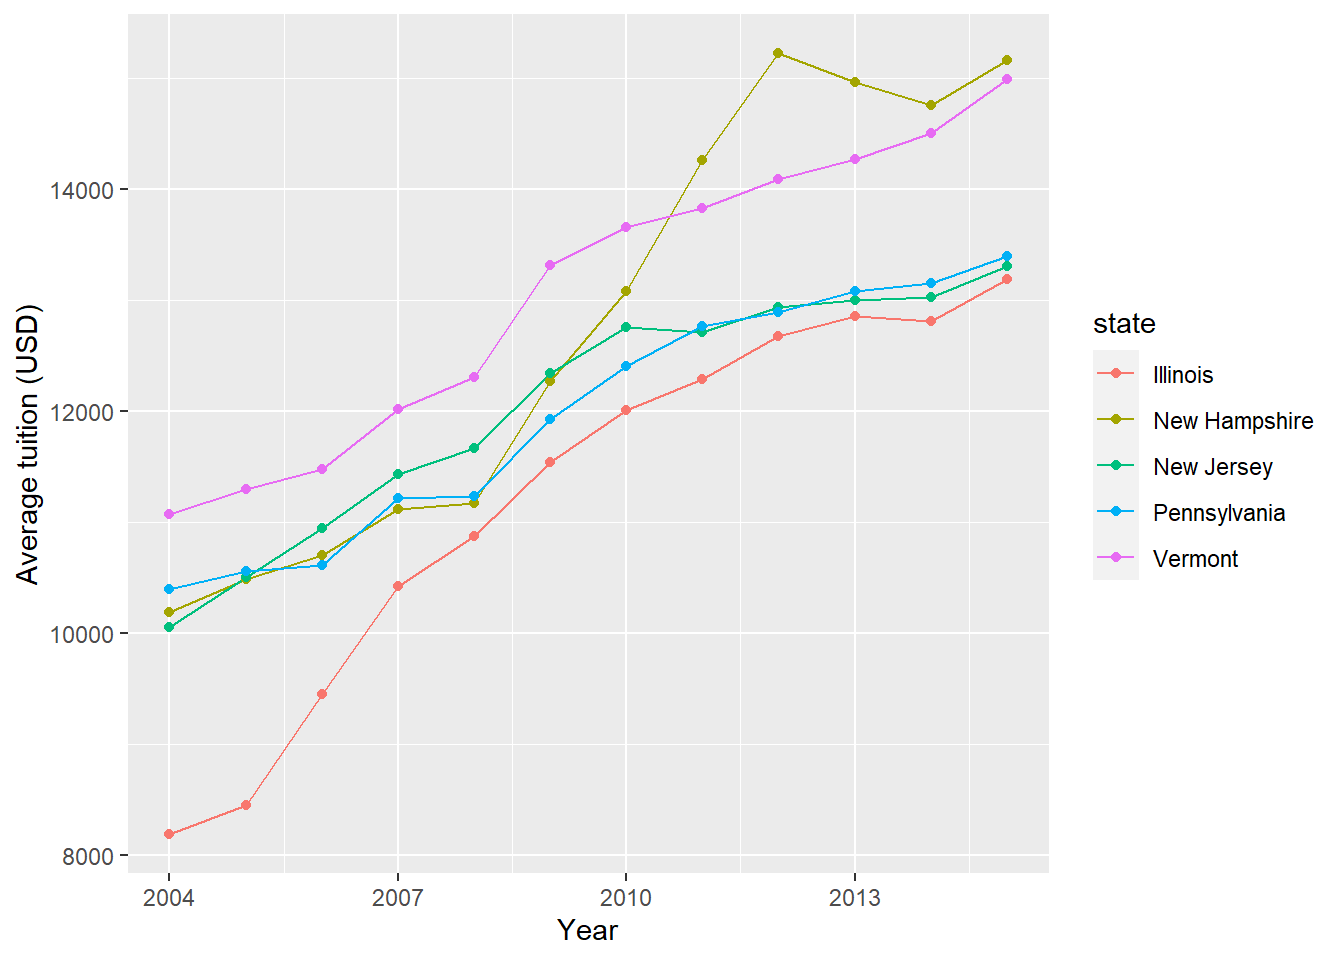 14000
12000
10000
8000
Average tuition (USD)
2004
2007
2010
2013
Year
state
Illinois
New Hampshire
New Jersey
Pennsylvania
Vermont